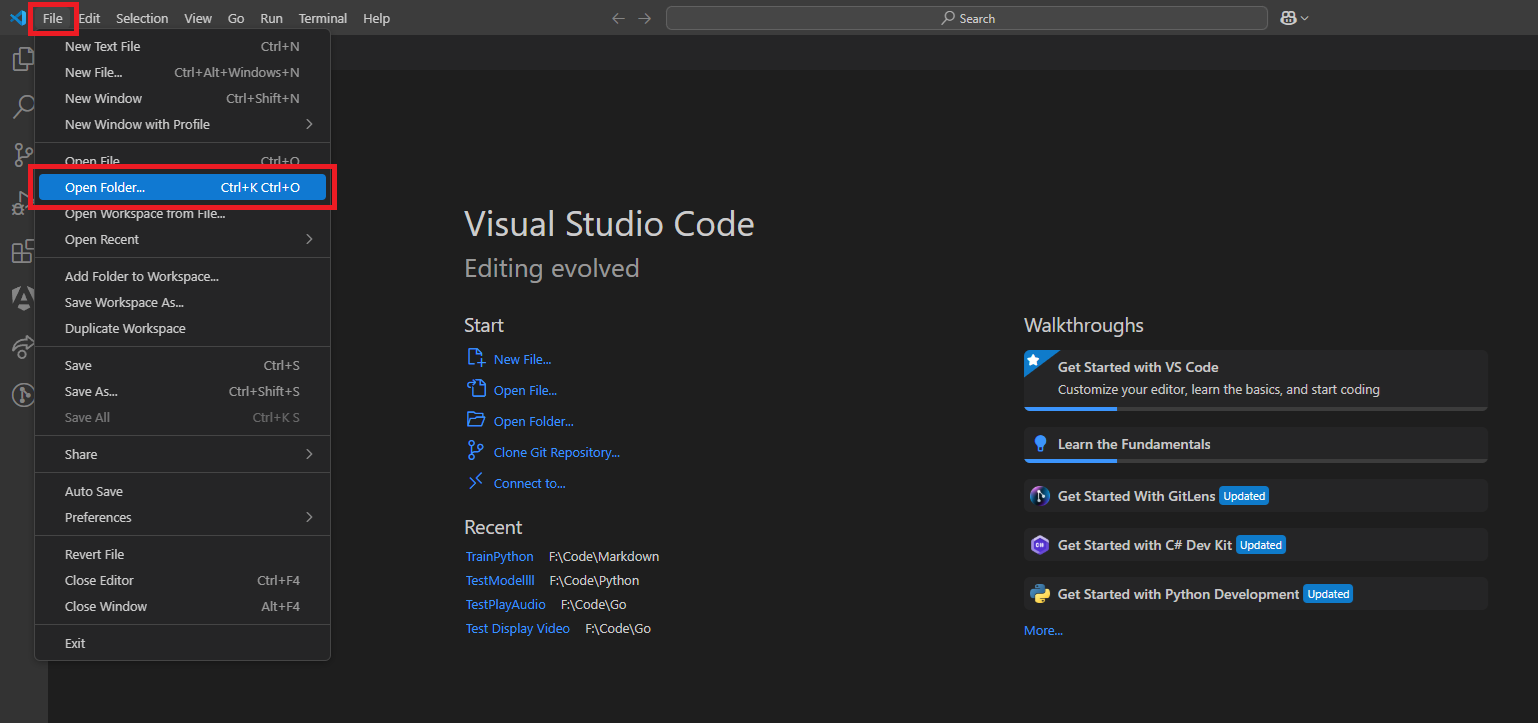 File Edit Selection View Go Run Terminal Help
Search
New Text File Ctrl+N
New File... Ctrl+Alt+Windows+N
New Window Ctrl+Shift+N
New Window with Profile
Open File... Ctrl+O
Open Folder... Ctrl+K Ctrl+O
Open Workspace from File...
Open Recent
Add Folder to Workspace...
Save Workspace As...
Duplicate Workspace
Save Ctrl+S
Save As... Ctrl+Shift+S
Save All Ctrl+K S
Share
Auto Save
Preferences
Revert File
Close Editor Ctrl+F4
Close Window Alt+F4
Exit
Visual Studio Code
Editing evolved
Start
New File...
Open File...
Open Folder...
Clone Git Repository...
Connect to...
Recent
TrainPython F:\Code\Markdown
TestModellll F:\Code\Python
TestPlayAudio F:\Code\Go
Test Display Video F:\Code\Go
Walkthroughs
Get Started with VS Code
Customize your editor, learn the basics, and start coding
Learn the Fundamentals
Get Started With GitLens Updated
Get Started with C# Dev Kit Updated
Get Started with Python Development Updated
More...